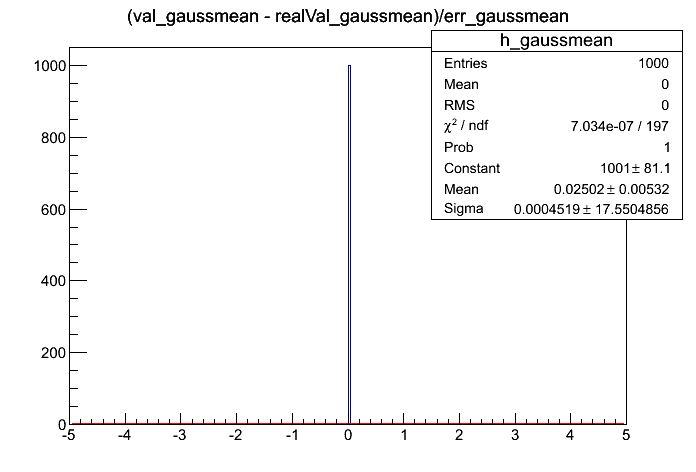 (val_gaussmean - realVal_gaussmean)/err_gaussmean
h_gaussmean
Entries 1000
Mean 0
RMS 0
χ² / ndf 7.034e-07 / 197
Prob 1
Constant 1001 ± 81.1
Mean 0.02502 ± 0.00532
Sigma 0.0004519 ± 17.5504856
1000
800
600
400
200
0
-5 -4 -3 -2 -1 0 1 2 3 4 5